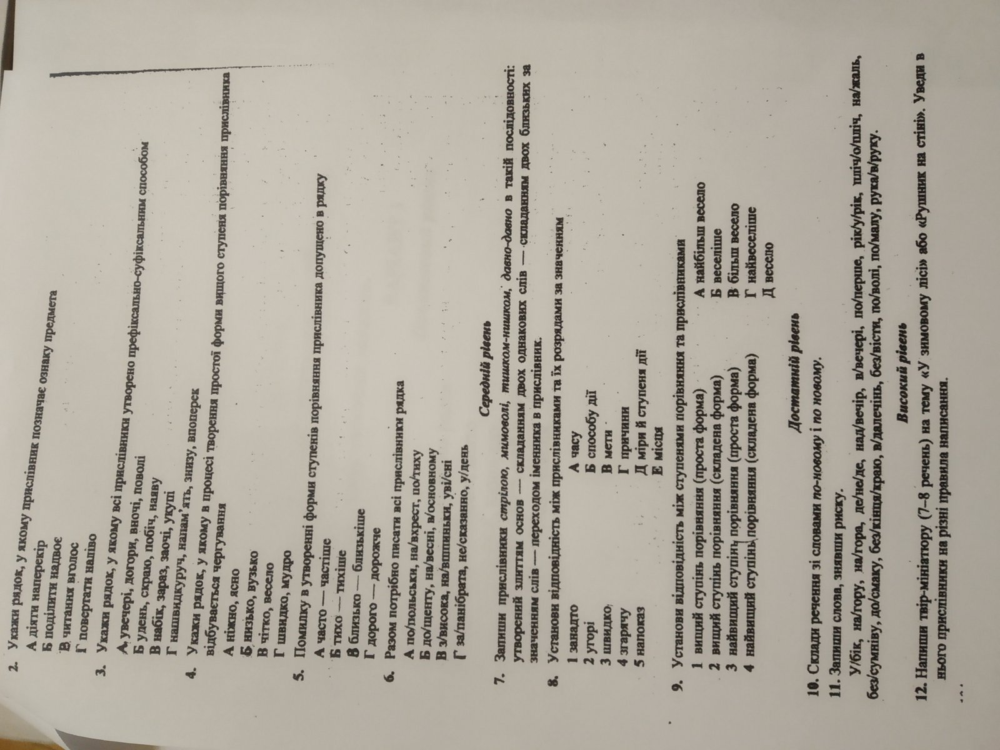 2. Укажи рядок, у якому прислівник позначає ознаку предмета
А діяти наперекір
Б поділити надвоє
В читання вголос
Г повертати наліво
3. Укажи рядок, у якому всі прислівники утворено префіксально-суфіксальним способом
А увечері, догори, вночі, поволі
Б удень, скраю, побіч, наяву
В набік, зараз, заочі, укупі
Г нашвидкуруч, напам'ять, знизу, впоперек
4. Укажи рядок, у якому в процесі творення простої форми вищого ступеня порівняння прислівника
відбувається чергування
А ніжно, ясно
Б низько, вузько
В чітко, весело
Г швидко, мудро
5. Помилку в утворенні форми ступенів порівняння прислівника допущено в рядку
А часто — частіше
Б тихо — тихіше
В близько — близькіше
Г дорого — дорожче
6. Разом потрібно писати всі прислівники рядка
А по/польськи, на/вхрест, по/тиху
Б до/щенту, на/весні, в/основному
В з/висока, на/вшпиньки, уві/сні
Г за/панібрата, не/сказанно, у/день
Середній рівень
7. Запиши прислівники стрілою, мимоволі, тишком-нишком, давно-давно в такій послідовності:
утворений злиттям основ — складанням двох однакових слів — складанням двох близьких за
значенням слів — переходом іменника в прислівник.
8. Установи відповідність між прислівниками та їх розрядами за значенням
1 занадто А часу
2 угорі Б способу дії
3 швидко В мети
4 згарячу Г причини
5 напоказ Д міри й ступеня дії
Е місця
9. Установи відповідність між ступенями порівняння та прислівниками
1 вищий ступінь порівняння (проста форма) А найбільш весело
2 вищий ступінь порівняння (складена форма) Б веселіше
3 найвищий ступінь порівняння (проста форма) В більш весело
4 найвищий ступінь порівняння (складена форма) Г найвеселіше
Д весело
Достатній рівень
10. Склади речення зі словами по-новому і по новому.
11. Запиши слова, знявши риску.
У/бік, на/гору, на/гора, де/не/де, над/вечір, в/вечері, по/перше, рік/у/рік, пліч/о/пліч, на/жаль,
без/сумніву, до/смаку, без/кінця/краю, в/далечінь, без/вісти, по/волі, по/малу, рука/в/руку.
Високий рівень
12. Напиши твір-мініатюру (7–8 речень) на тему «У зимовому лісі» або «Рушник на стіні». Уведи в
нього прислівники на різні правила написання.